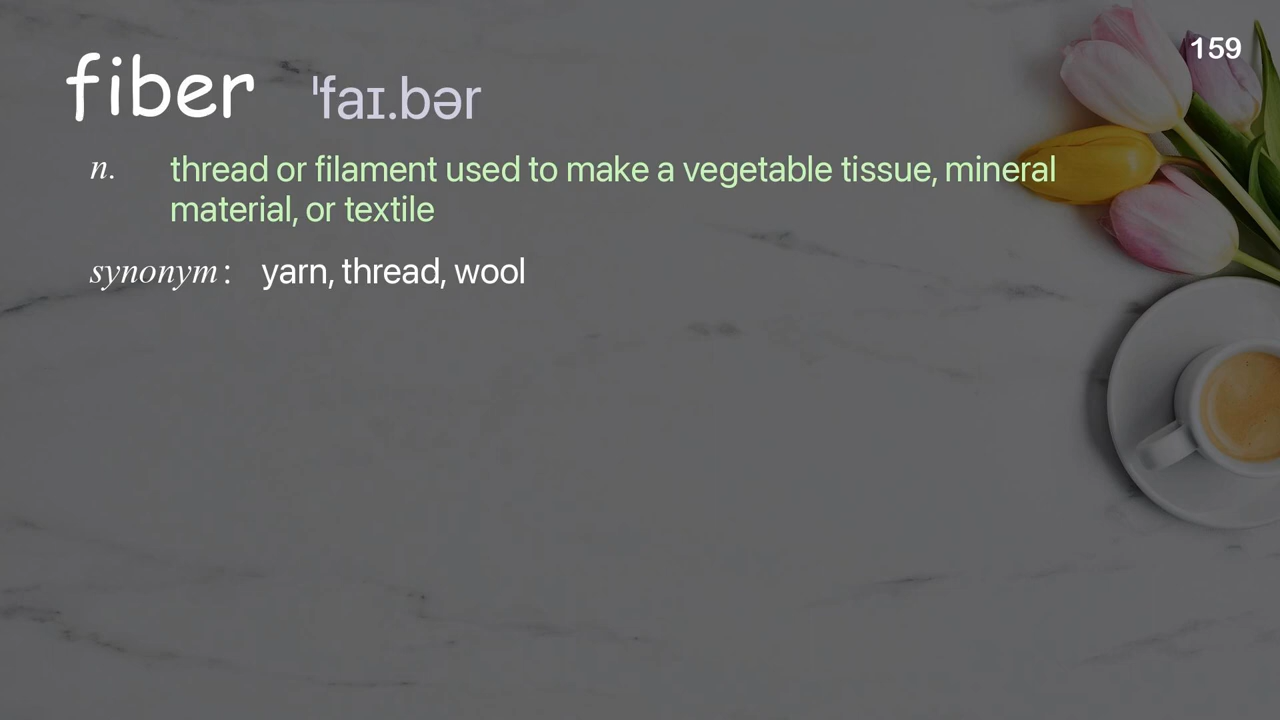 159
fiber ˈfaɪ.bər
n. thread or filament used to make a vegetable tissue, mineral
material, or textile
synonym: yarn, thread, wool